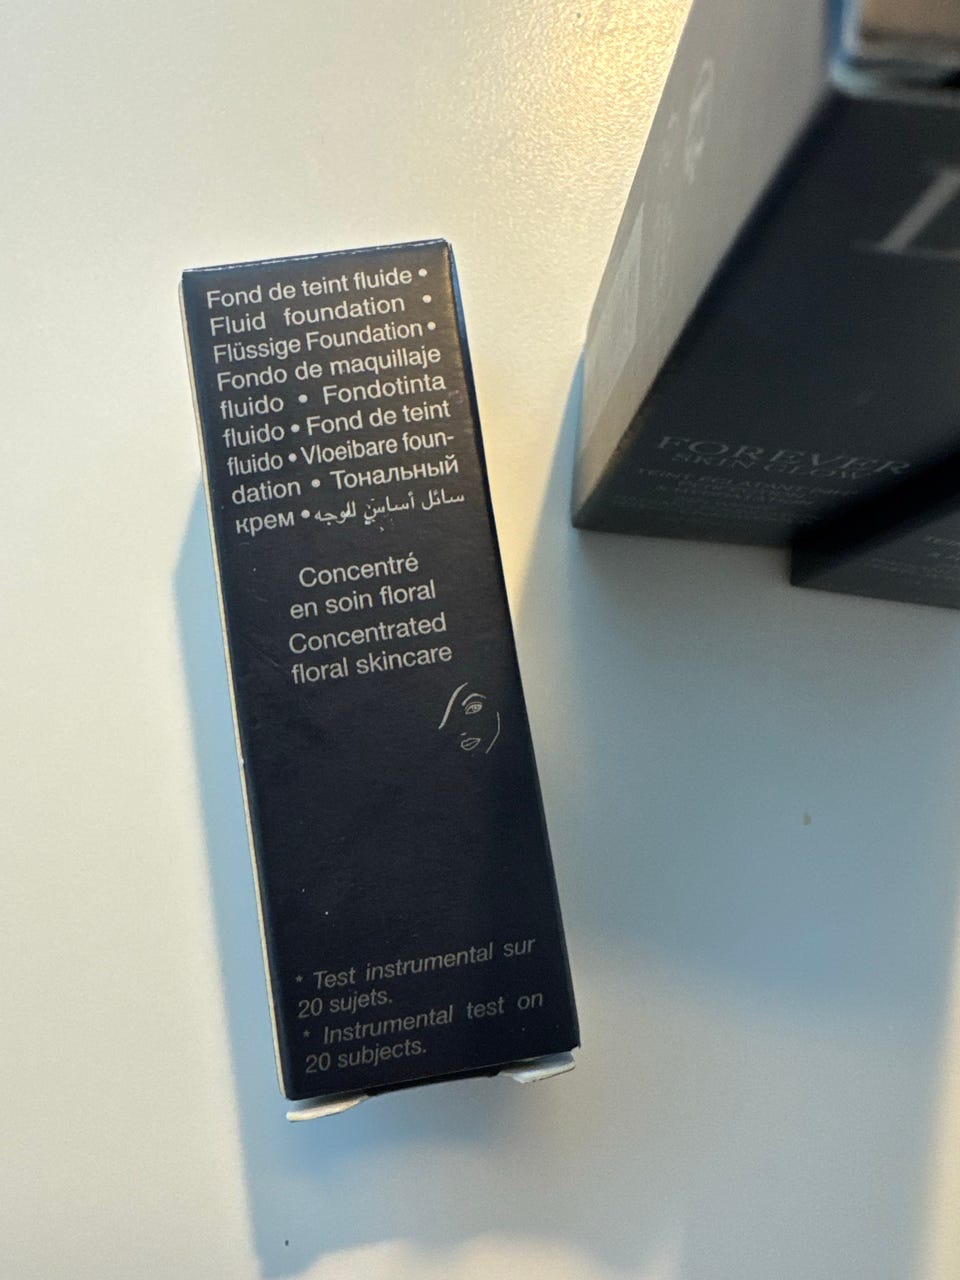 Fond de teint fluide •
Fluid foundation •
Flüssige Foundation •
Fondo de maquillaje
fluido • Fondotinta
fluido • Fond de teint
fluido • Vloeibare foun-
dation • Тональный
крем • سائل أساسي للوجه
Concentré
en soin floral
Concentrated
floral skincare
* Test instrumental sur
20 sujets.
* Instrumental test on
20 subjects.
FOREVER
SKIN GLOW